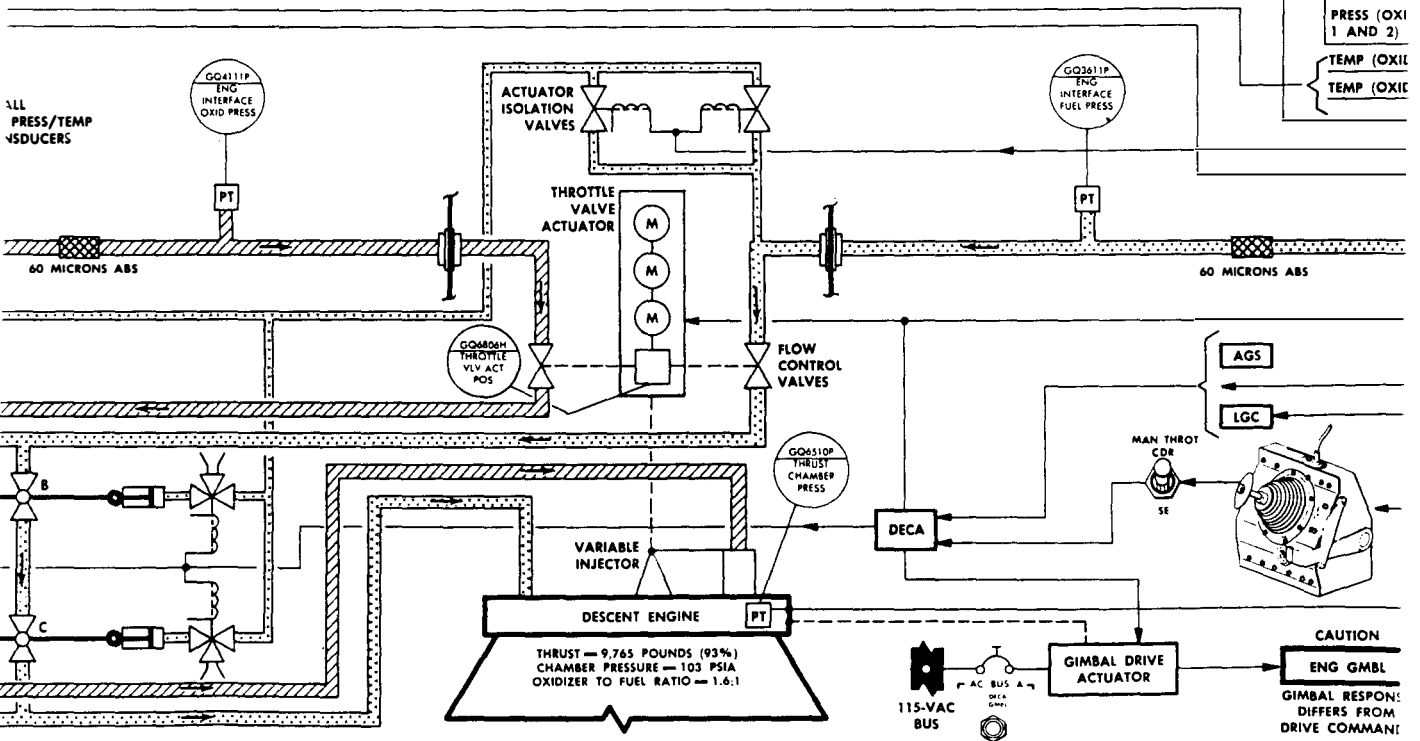 PRESS (OXI
1 AND 2)
TEMP (OXID
TEMP (OXID
GQ4111P
ENG
INTERFACE
OXID PRESS
ALL
PRESS/TEMP
NSDUCERS
PT
60 MICRONS ABS
ACTUATOR
ISOLATION
VALVES
GQ3611P
ENG
INTERFACE
FUEL PRESS
PT
60 MICRONS ABS
THROTTLE
VALVE
ACTUATOR
M
M
M
GQ6806H
THROTTLE
VLV ACT
POS
FLOW
CONTROL
VALVES
AGS
LGC
MAN THROT
CDR
SE
GQ6510P
THRUST
CHAMBER
PRESS
B
C
DECA
VARIABLE
INJECTOR
DESCENT ENGINE
PT
THRUST — 9,765 POUNDS (93%)
CHAMBER PRESSURE — 103 PSIA
OXIDIZER TO FUEL RATIO — 1.6:1
115-VAC
BUS
AC BUS A
DECA
GMBL
GIMBAL DRIVE
ACTUATOR
CAUTION
ENG GMBL
GIMBAL RESPONS
DIFFERS FROM
DRIVE COMMAND